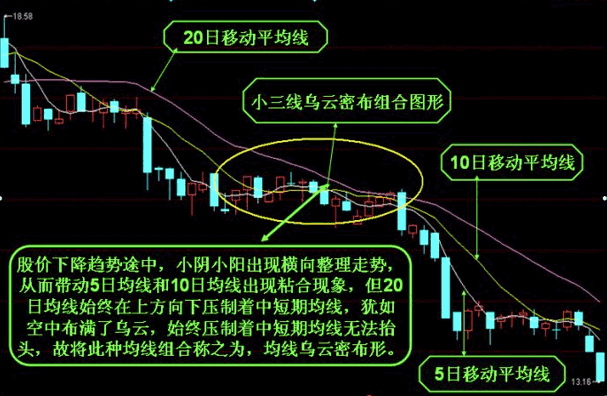 18.58
20日移动平均线
小三线乌云密布组合图形
10日移动平均线
股价下降趋势途中，小阴小阳出现横向整理走势，
从而带动5日均线和10日均线出现粘合现象，但20
日均线始终在上方向下压制着中短期均线，犹如
空中布满了乌云，始终压制着中短期均线无法抬
头，故将此种均线组合称之为，均线乌云密布形。
5日移动平均线
13.16